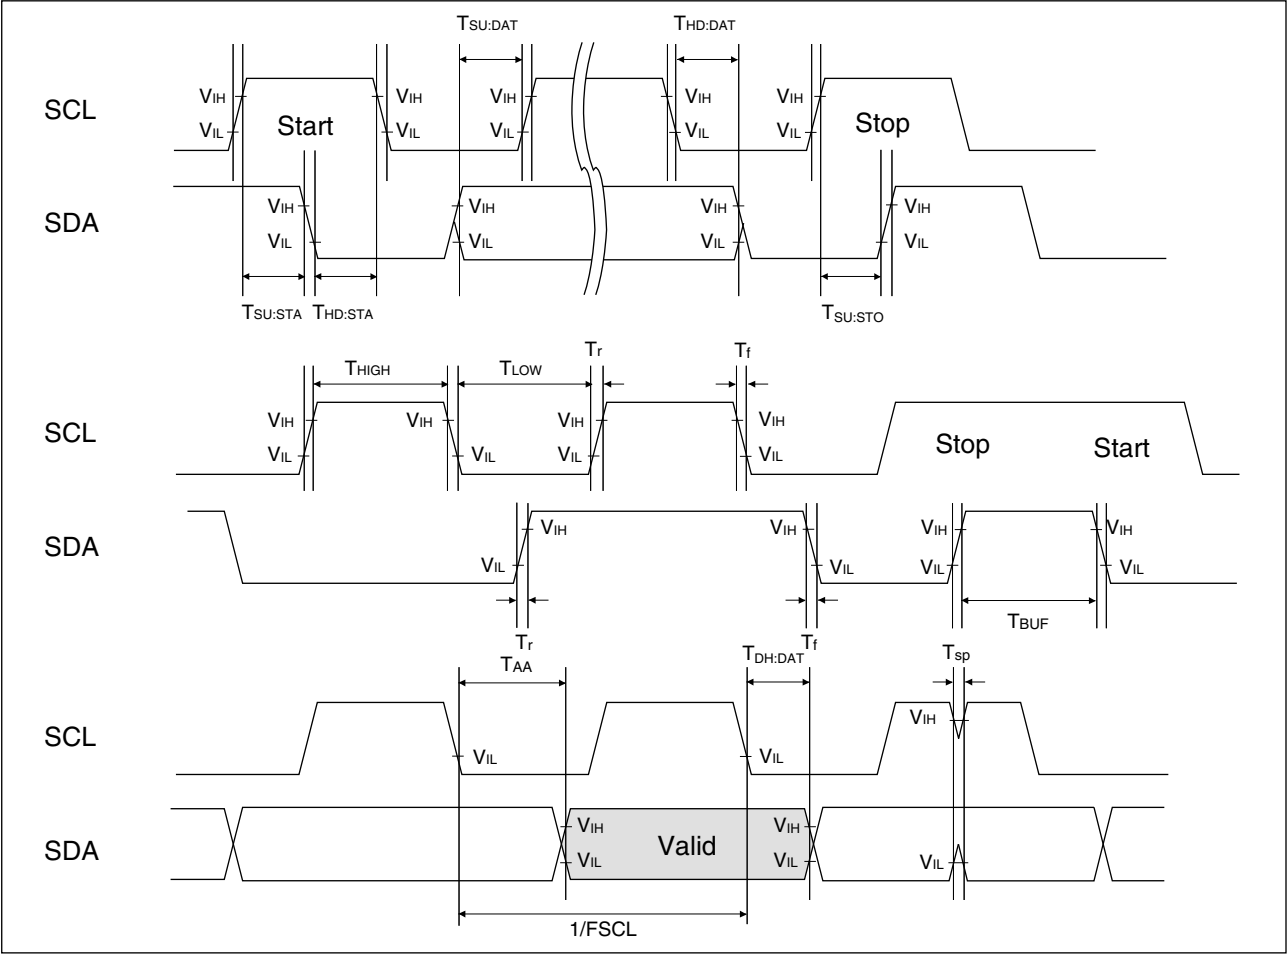 TSU:DAT THD:DAT
SCL VIH VIH VIH VIH VIH
VIL Start VIL VIL VIL VIL Stop
SDA VIH VIH VIH VIH
VIL VIL VIL VIL
TSU:STA THD:STA TSU:STO
THIGH TLOW Tr Tf
SCL VIH VIH VIH VIH
VIL VIL VIL VIL Stop Start
SDA VIH VIH VIH VIH
VIL VIL VIL VIL
Tr Tf TBUF
TAA TDH:DAT Tsp
SCL VIH
VIL VIL
SDA VIH Valid VIH
VIL VIL VIL
1/FSCL